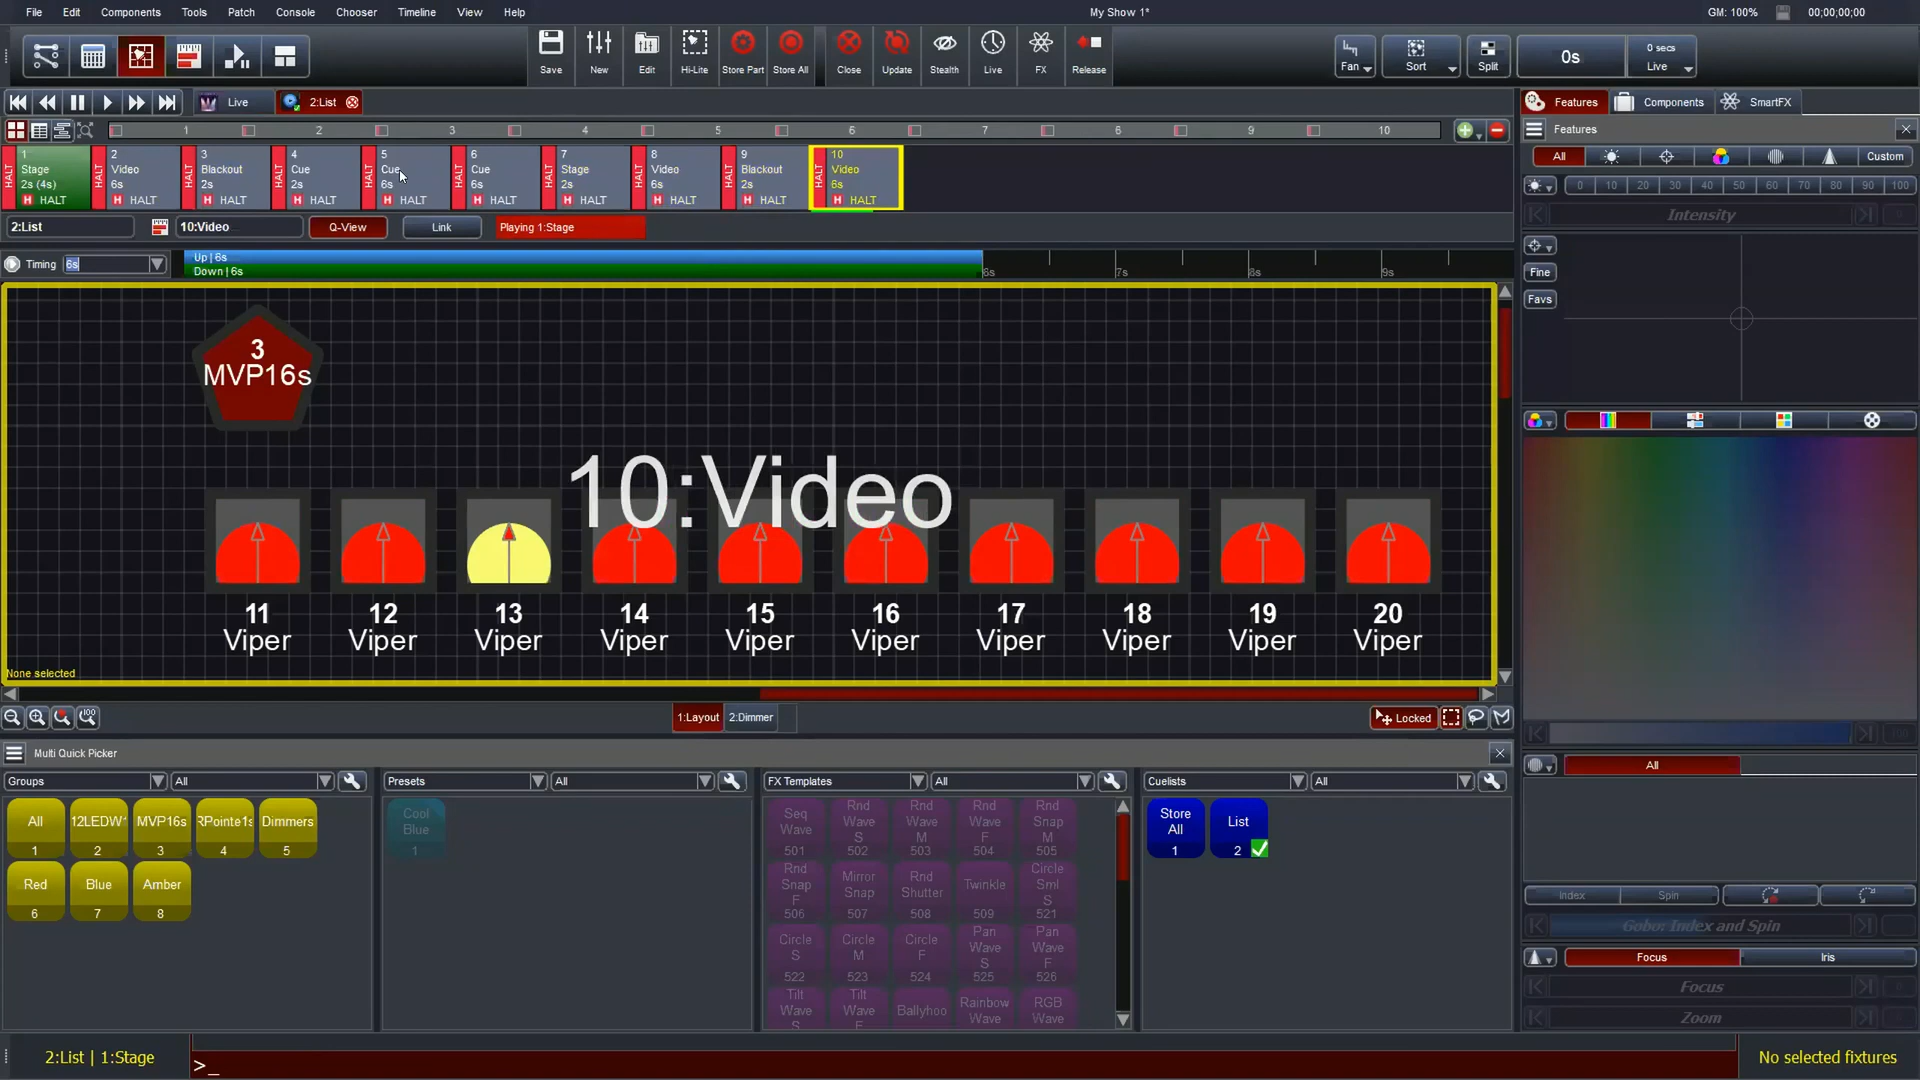 File Edit Components Tools Patch Console Chooser Timeline View Help
My Show 1*
GM: 100%
00;00;00;00
Save New Edit Hi-Lite Store Part Store All Close Update Stealth Live FX Release
Fan Sort Split 0s 0 secs
Live
Live 2:List
Features Components SmartFX
1 2 3 4 5 6 7 6 9 10
Features
1 2 3 4 5 6 7 8 9 10
Stage Video Blackout Cue Cue Cue Stage Video Blackout Video
2s (4s) 6s 2s 2s 6s 6s 2s 6s 2s 6s
H HALT H HALT H HALT H HALT H HALT H HALT H HALT H HALT H HALT H HALT
HALT HALT HALT HALT HALT HALT HALT HALT HALT HALT
All Custom
0 10 20 30 40 50 60 70 80 90 100
Intensity
2:List 10:Video Q-View Link Playing 1:Stage
Timing 6s
Up | 6s
Down | 6s
6s 7s 8s 9s
Fine
Favs
3
MVP16s
10:Video
11 12 13 14 15 16 17 18 19 20
Viper Viper Viper Viper Viper Viper Viper Viper Viper Viper
None selected
100
1:Layout 2:Dimmer
Locked
Multi Quick Picker
Groups All Presets All FX Templates All Cuelists All
All
All
1
12LEDW
2
MVP16s
3
RPointe1s
4
Dimmers
5
Red
6
Blue
7
Amber
8
Cool
Blue
1
Seq
Wave
501
Rnd
Wave
S
502
Rnd
Wave
M
503
Rnd
Wave
F
504
Rnd
Snap
M
505
Rnd
Snap
F
506
Mirror
Snap
507
Rnd
Shutter
508
Twinkle
509
Circle
Sml
S
521
Circle
S
522
Circle
M
523
Circle
F
524
Pan
Wave
S
525
Pan
Wave
F
526
Tilt
Wave
S
Tilt
Wave
F
Ballyhoo
Rainbow
Wave
RGB
Wave
Store
All
1
List
2
Index Spin
Gobo: Index and Spin
Focus Iris
Focus
Zoom
2:List | 1:Stage
>_
No selected fixtures